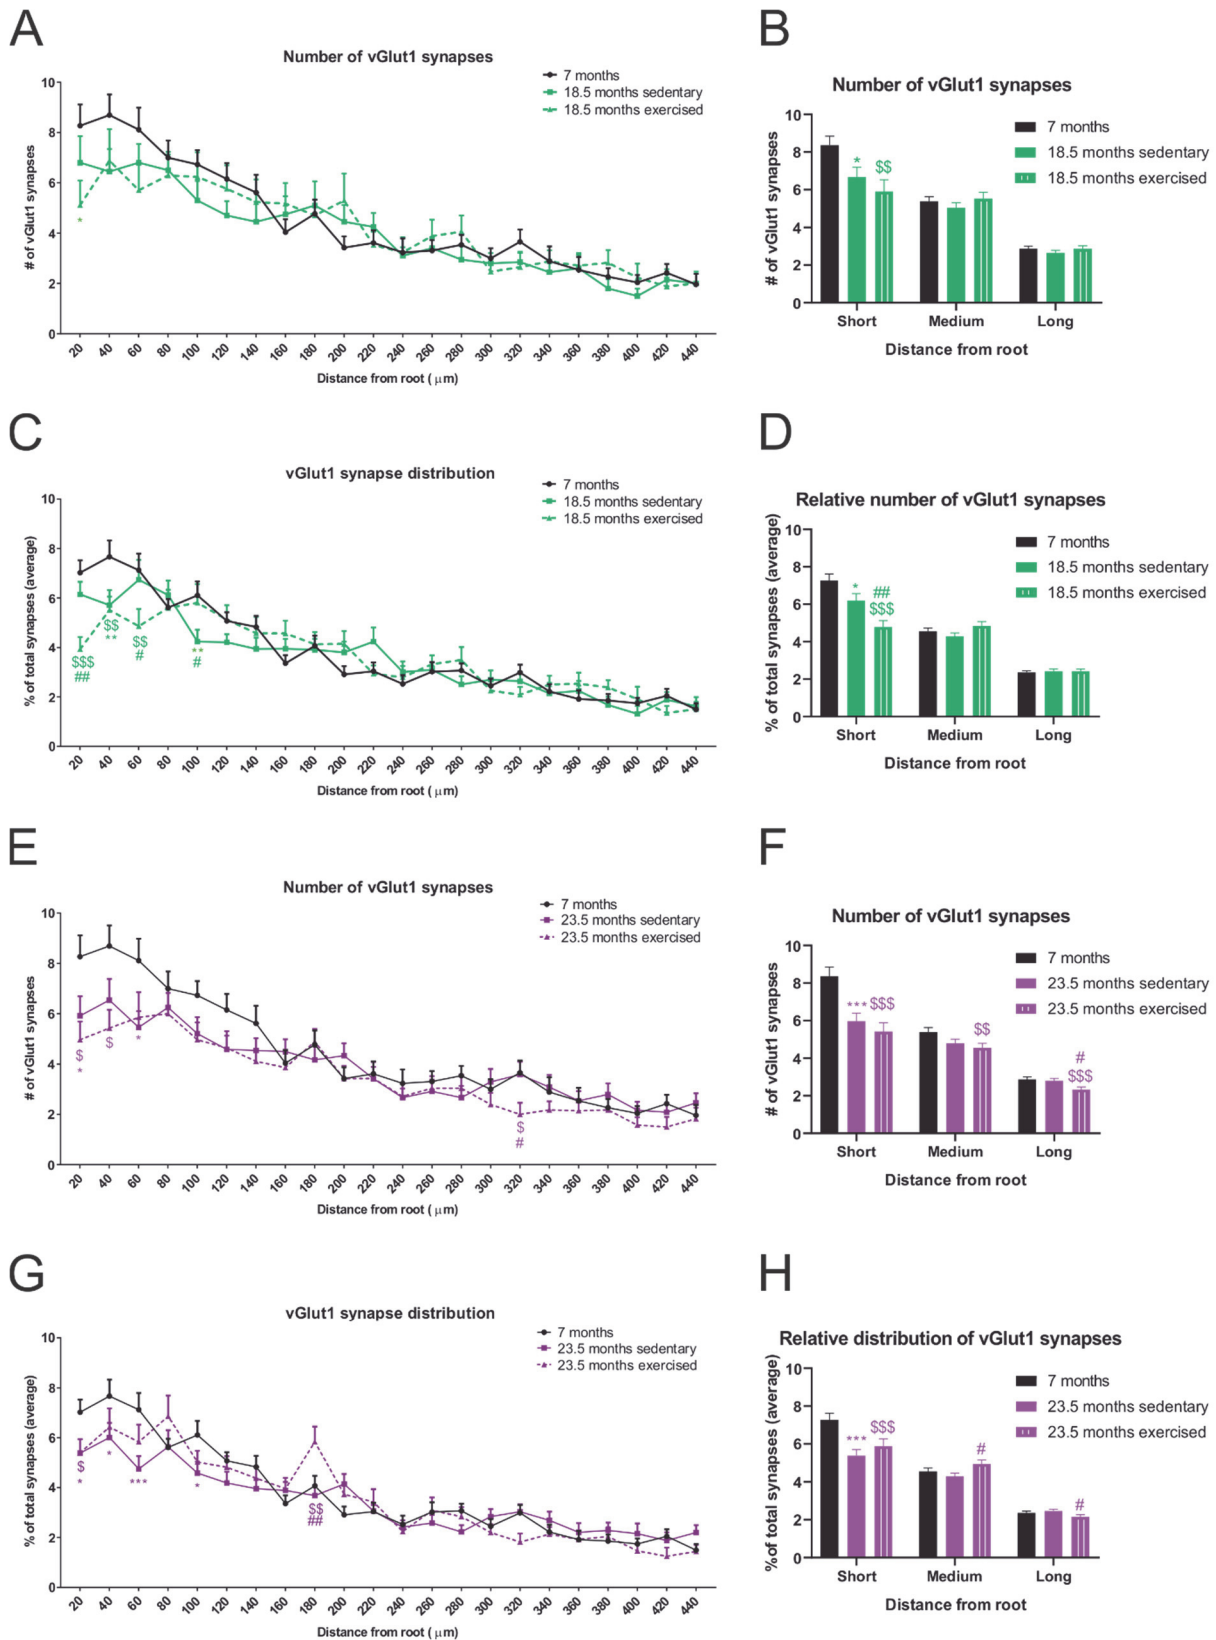 A
Number of vGlut1 synapses
7 months
18.5 months sedentary
18.5 months exercised
# of vGlut1 synapses
10
8
6
4
2
0
*
20 40 60 80 100 120 140 160 180 200 220 240 260 280 300 320 340 360 380 400 420 440
Distance from root ( μm)
B
Number of vGlut1 synapses
7 months
18.5 months sedentary
18.5 months exercised
# of vGlut1 synapses
10
8
6
4
2
0
* $$
Short Medium Long
Distance from root
C
vGlut1 synapse distribution
7 months
18.5 months sedentary
18.5 months exercised
% of total synapses (average)
10
8
6
4
2
0
$$$
##
$$
**
$$
#
**
#
20 40 60 80 100 120 140 160 180 200 220 240 260 280 300 320 340 360 380 400 420 440
Distance from root ( μm)
D
Relative number of vGlut1 synapses
7 months
18.5 months sedentary
18.5 months exercised
% of total synapses (average)
10
8
6
4
2
0
*
##
$$$
Short Medium Long
Distance from root
E
Number of vGlut1 synapses
7 months
23.5 months sedentary
23.5 months exercised
# of vGlut1 synapses
10
8
6
4
2
0
$
*
$
*
$
#
20 40 60 80 100 120 140 160 180 200 220 240 260 280 300 320 340 360 380 400 420 440
Distance from root ( μm)
F
Number of vGlut1 synapses
7 months
23.5 months sedentary
23.5 months exercised
# of vGlut1 synapses
10
8
6
4
2
0
*** $$$
$$
#
$$$
Short Medium Long
Distance from root
G
vGlut1 synapse distribution
7 months
23.5 months sedentary
23.5 months exercised
% of total synapses (average)
10
8
6
4
2
0
$
*
*
***
*
$$
##
20 40 60 80 100 120 140 160 180 200 220 240 260 280 300 320 340 360 380 400 420 440
Distance from root ( μm)
H
Relative distribution of vGlut1 synapses
7 months
23.5 months sedentary
23.5 months exercised
%of total synapses (average)
10
8
6
4
2
0
*** $$$
#
#
Short Medium Long
Distance from root